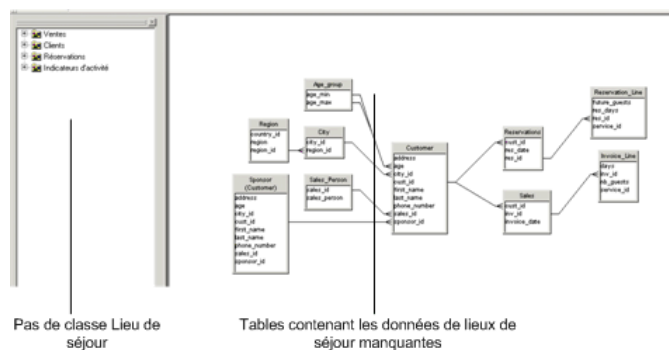 Ventes
Clients
Réservations
Indicateurs d'activité
Age_group
age_min
age_max
Region
country_id
region
region_id
City
city_id
region_id
Customer
address
age
city_id
cust_id
first_name
last_name
phone_number
sales_id
sponsor_id
Sponsor
(Customer)
address
age
city_id
cust_id
first_name
last_name
phone_number
sales_id
sponsor_id
Sales_Person
sales_id
sales_person
Reservations
cust_id
res_date
res_id
Reservation_Line
future_guests
res_days
res_id
service_id
Sales
cust_id
inv_id
invoice_date
Invoice_Line
days
inv_id
nb_guests
service_id
Pas de classe Lieu de
séjour
Tables contenant les données de lieux de
séjour manquantes